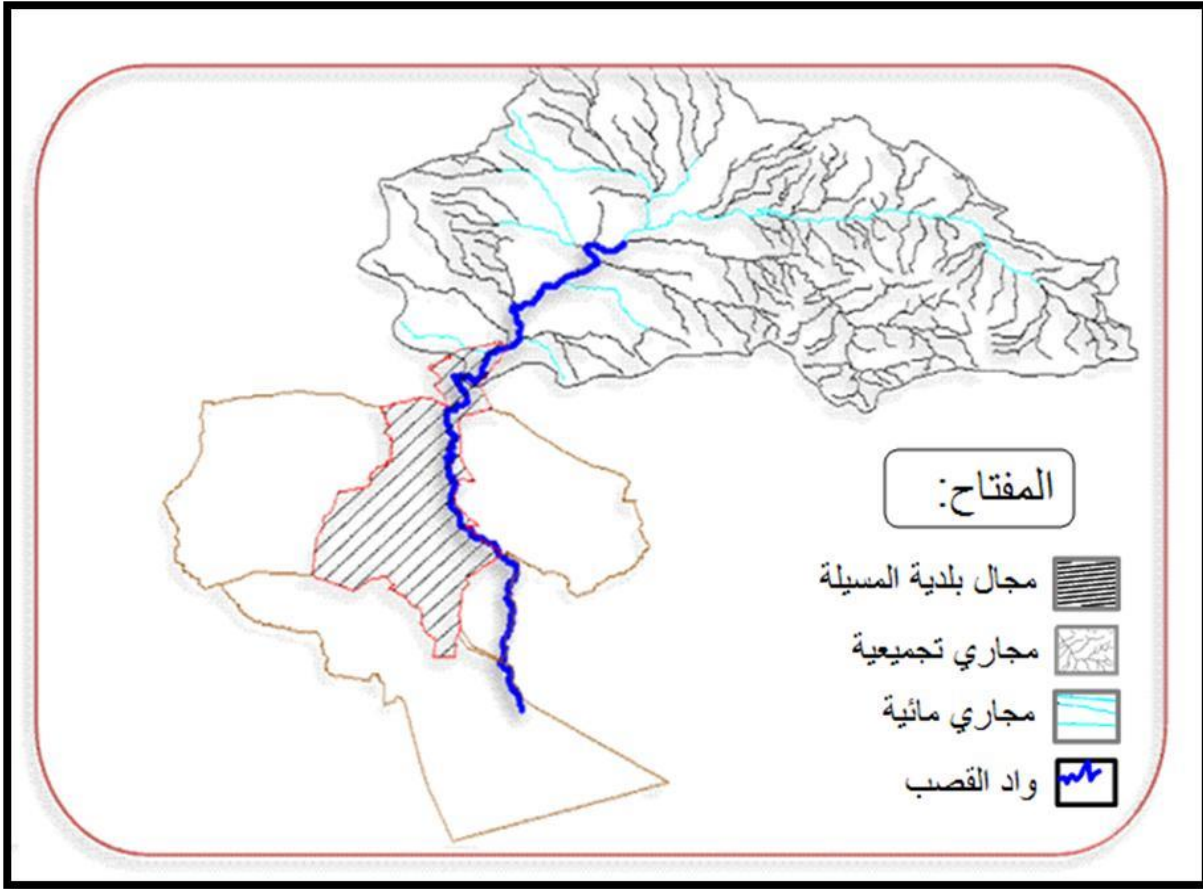 المفتاح:
مجال بلدية المسيلة
مجاري تجميعية
مجاري مائية
واد القصب